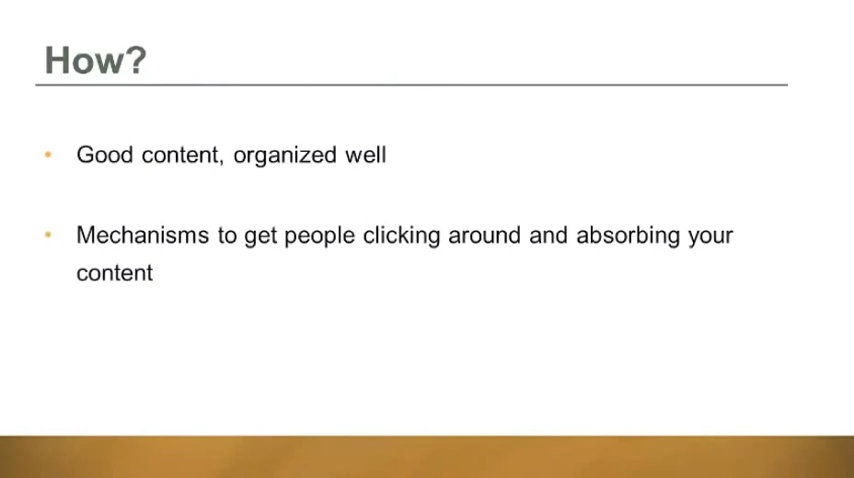 How?
• Good content, organized well
• Mechanisms to get people clicking around and absorbing your
content